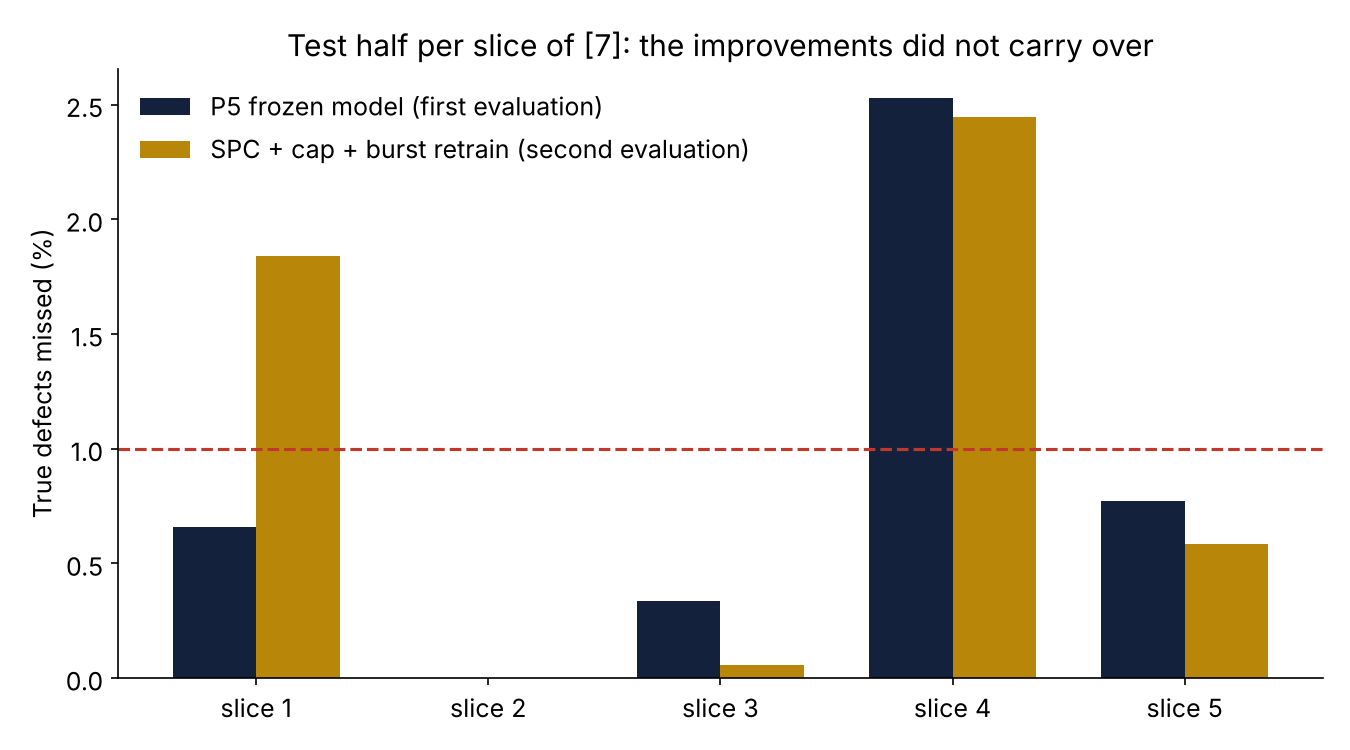 Test half per slice of [7]: the improvements did not carry over
P5 frozen model (first evaluation)
SPC + cap + burst retrain (second evaluation)
True defects missed (%)
2.5
2.0
1.5
1.0
0.5
0.0
slice 1
slice 2
slice 3
slice 4
slice 5